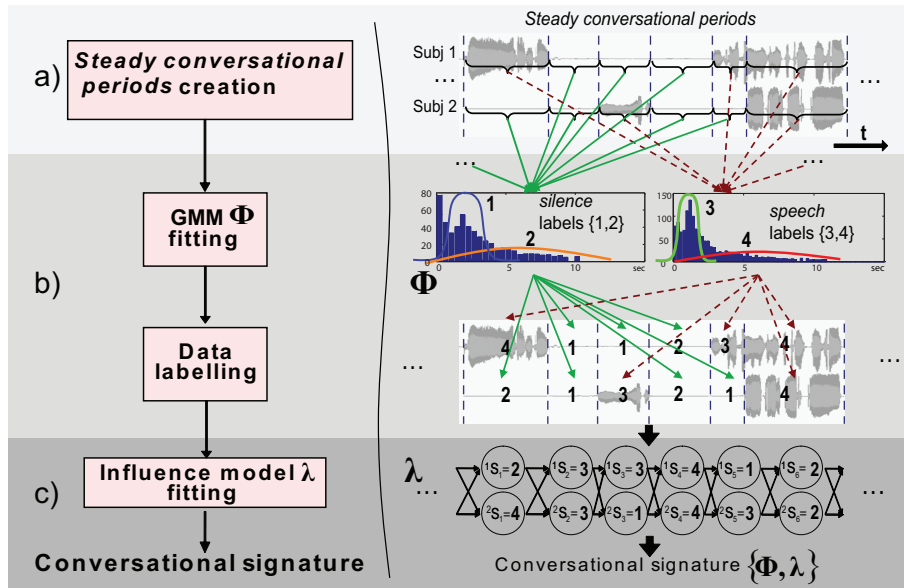 a)
Steady conversational
periods creation
b)
GMM Φ
fitting
Data
labelling
c)
Influence model λ
fitting
Conversational signature
Steady conversational periods
Subj 1
...
Subj 2
...
t
...
...
80
60
40
20
0
0
5
10
sec
1
2
silence
labels {1,2}
150
100
50
0
0
5
10
sec
3
4
speech
labels {3,4}
Φ
...
4 1 1 2 3 4
2 1 3 2 1 4
...
λ
...
¹S₁=2 ¹S₂=3 ¹S₃=3 ¹S₄=4 ¹S₅=1 ¹S₆=2
²S₁=4 ²S₂=3 ²S₃=1 ²S₄=4 ²S₅=3 ²S₆=2
...
Conversational signature {Φ, λ}